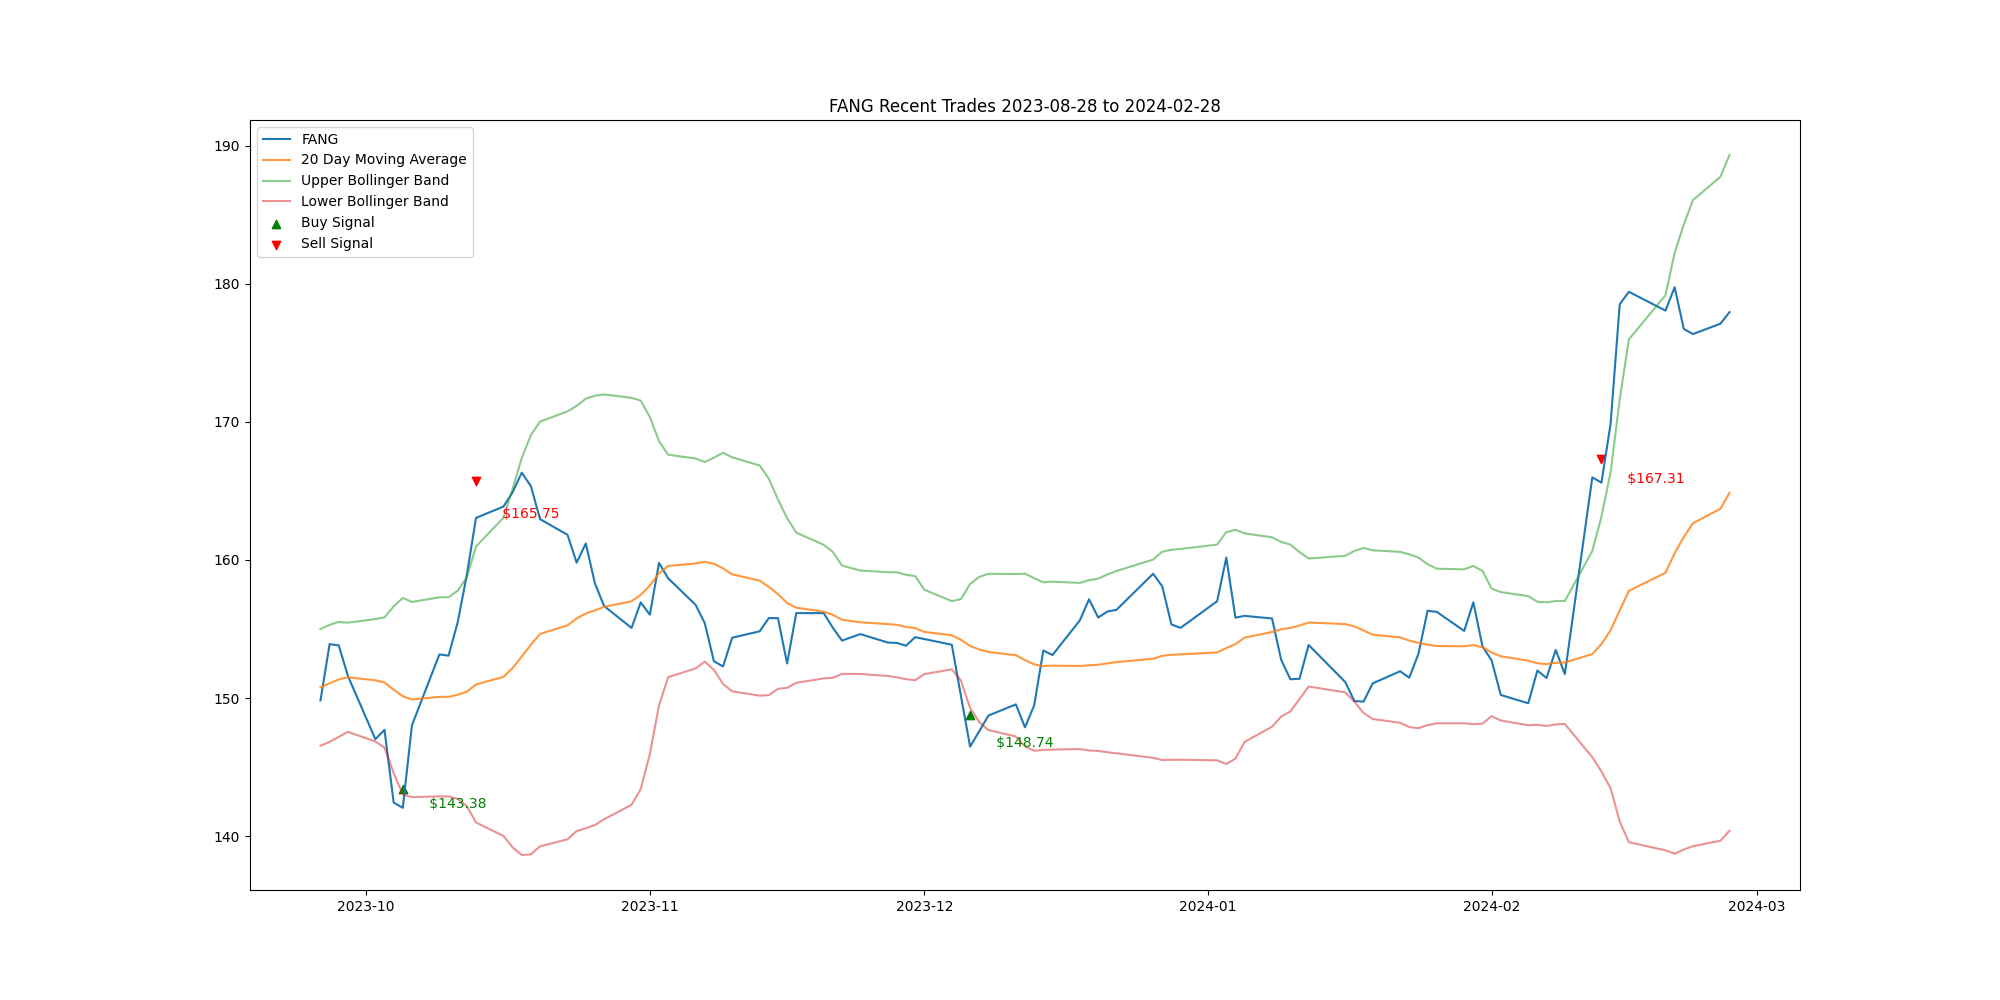 FANG Recent Trades 2023-08-28 to 2024-02-28
FANG
20 Day Moving Average
Upper Bollinger Band
Lower Bollinger Band
Buy Signal
Sell Signal
190
180
170
160
150
140
$165.75
$167.31
$148.74
$143.38
2023-10
2023-11
2023-12
2024-01
2024-02
2024-03